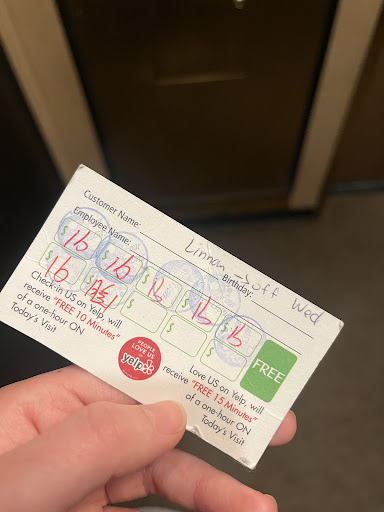 Customer Name:
Employee Name: Linnan → off Wed
Birthday:
$ 16 $ 16 $ 16 $ 16 $ 16
$ 16 $ $ $ $ FREE
Check-in US on Yelp, will
receive "FREE 10 Minutes"
of a one-hour ON
Today's Visit
PEOPLE
LOVE US
ON
yelp
Love US on Yelp, will
receive "FREE 15 Minutes"
of a one-hour ON
Today's Visit